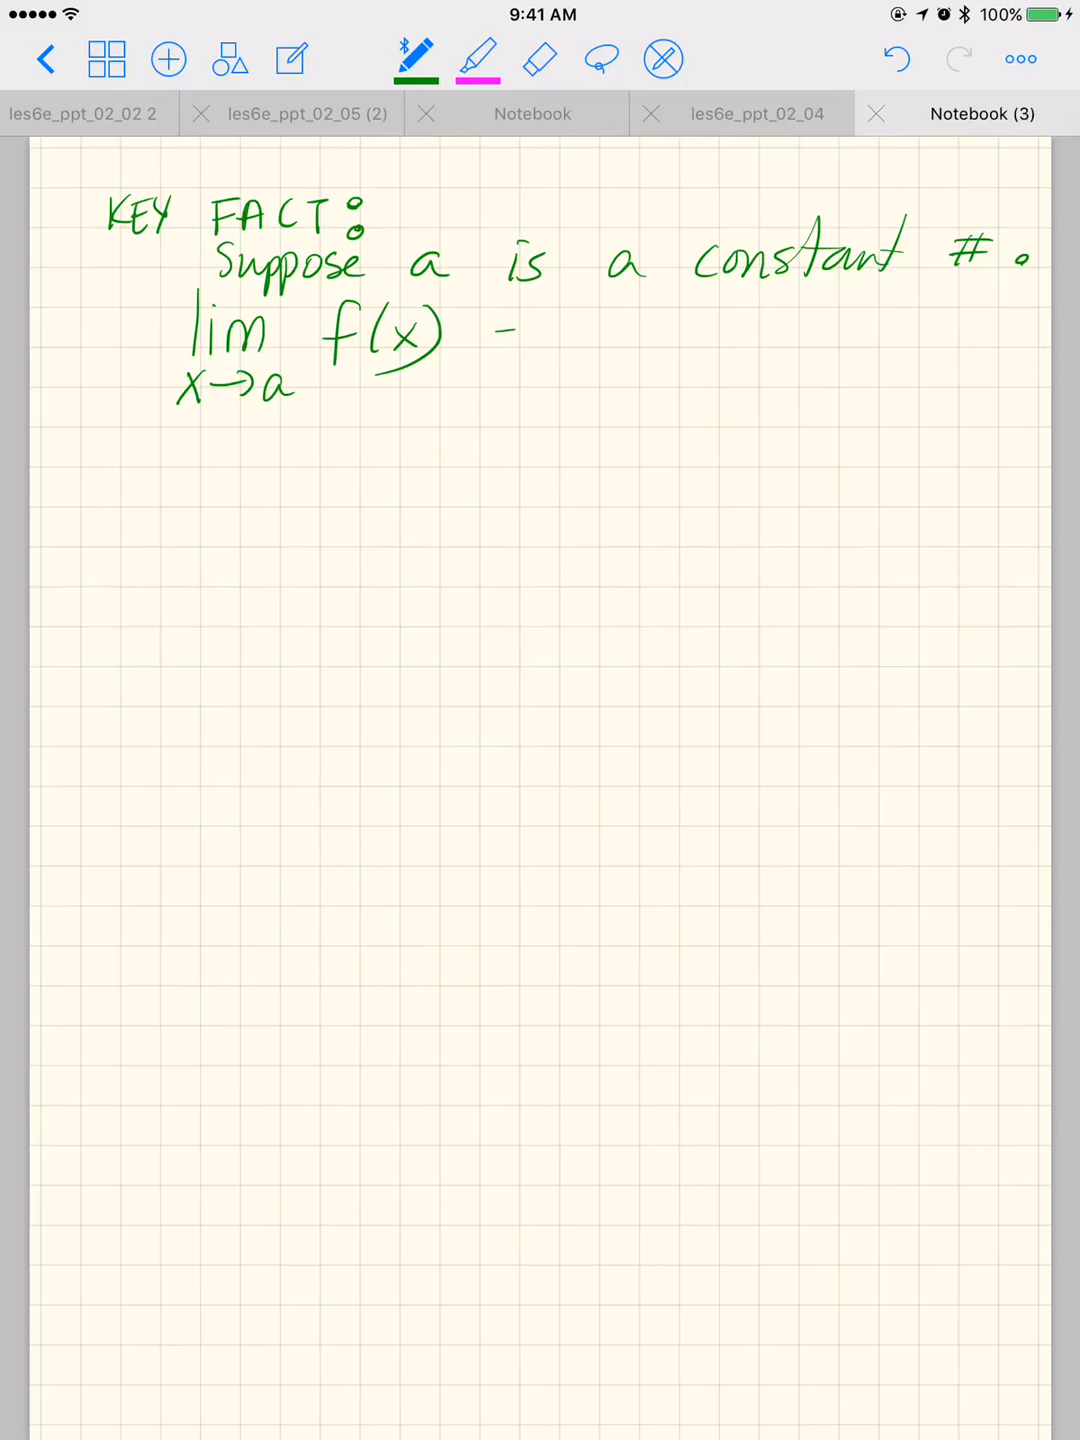 9:41 AM 100%
les6e_ppt_02_02 2 les6e_ppt_02_05 (2) Notebook les6e_ppt_02_04 Notebook (3)
KEY FACT:
Suppose a is a constant #.
lim f(x) -
x→a